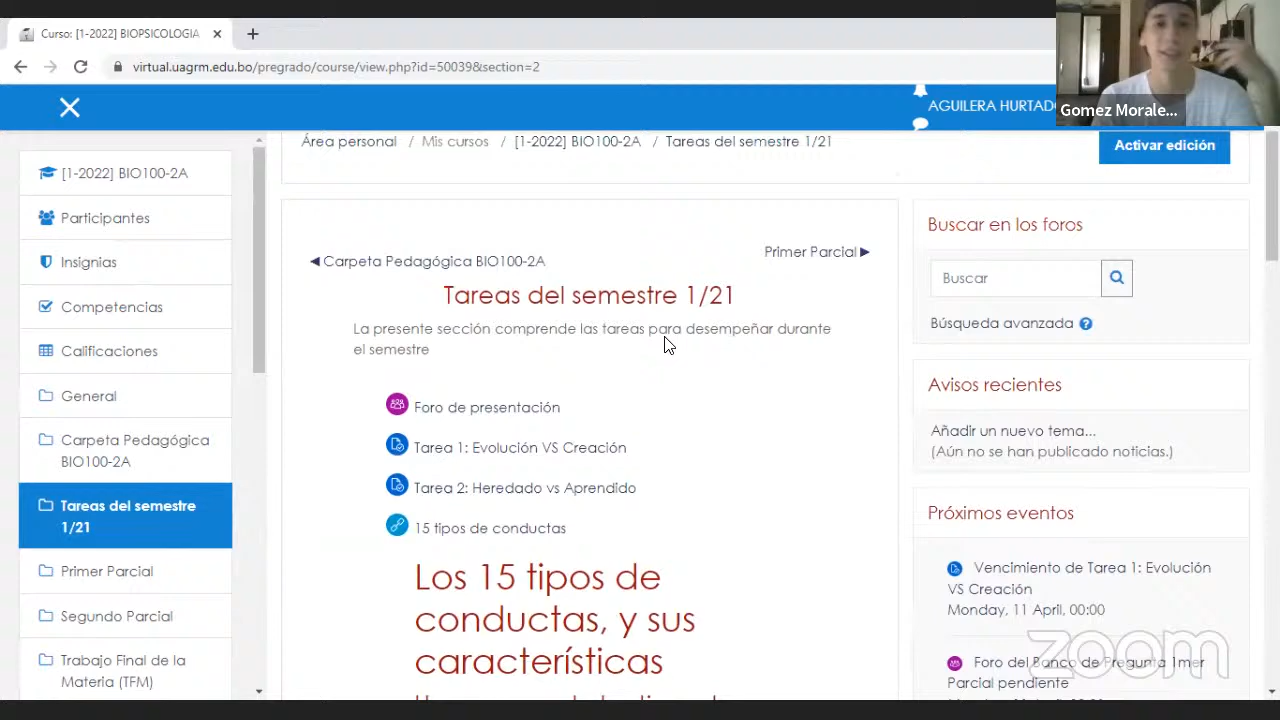 Curso: [1-2022] BIOPSICOLOGIA
virtual.uagrm.edu.bo/pregrado/course/view.php?id=50039&section=2
AGUILERA HURTADO
Gomez Morale...
Área personal / Mis cursos / [1-2022] BIO100-2A / Tareas del semestre 1/21
Activar edición
[1-2022] BIO100-2A
Participantes
Insignias
Competencias
Calificaciones
General
Carpeta Pedagógica
BIO100-2A
Tareas del semestre
1/21
Primer Parcial
Segundo Parcial
Trabajo Final de la
Materia (TFM)
◀ Carpeta Pedagógica BIO100-2A
Primer Parcial ▶
Tareas del semestre 1/21
La presente sección comprende las tareas para desempeñar durante
el semestre
Foro de presentación
Tarea 1: Evolución VS Creación
Tarea 2: Heredado vs Aprendido
15 tipos de conductas
Los 15 tipos de
conductas, y sus
características
Buscar en los foros
Buscar
Búsqueda avanzada
Avisos recientes
Añadir un nuevo tema...
(Aún no se han publicado noticias.)
Próximos eventos
Vencimiento de Tarea 1: Evolución
VS Creación
Monday, 11 April, 00:00
Foro del Banco de Pregunta 1mer
Parcial pendiente
zoom